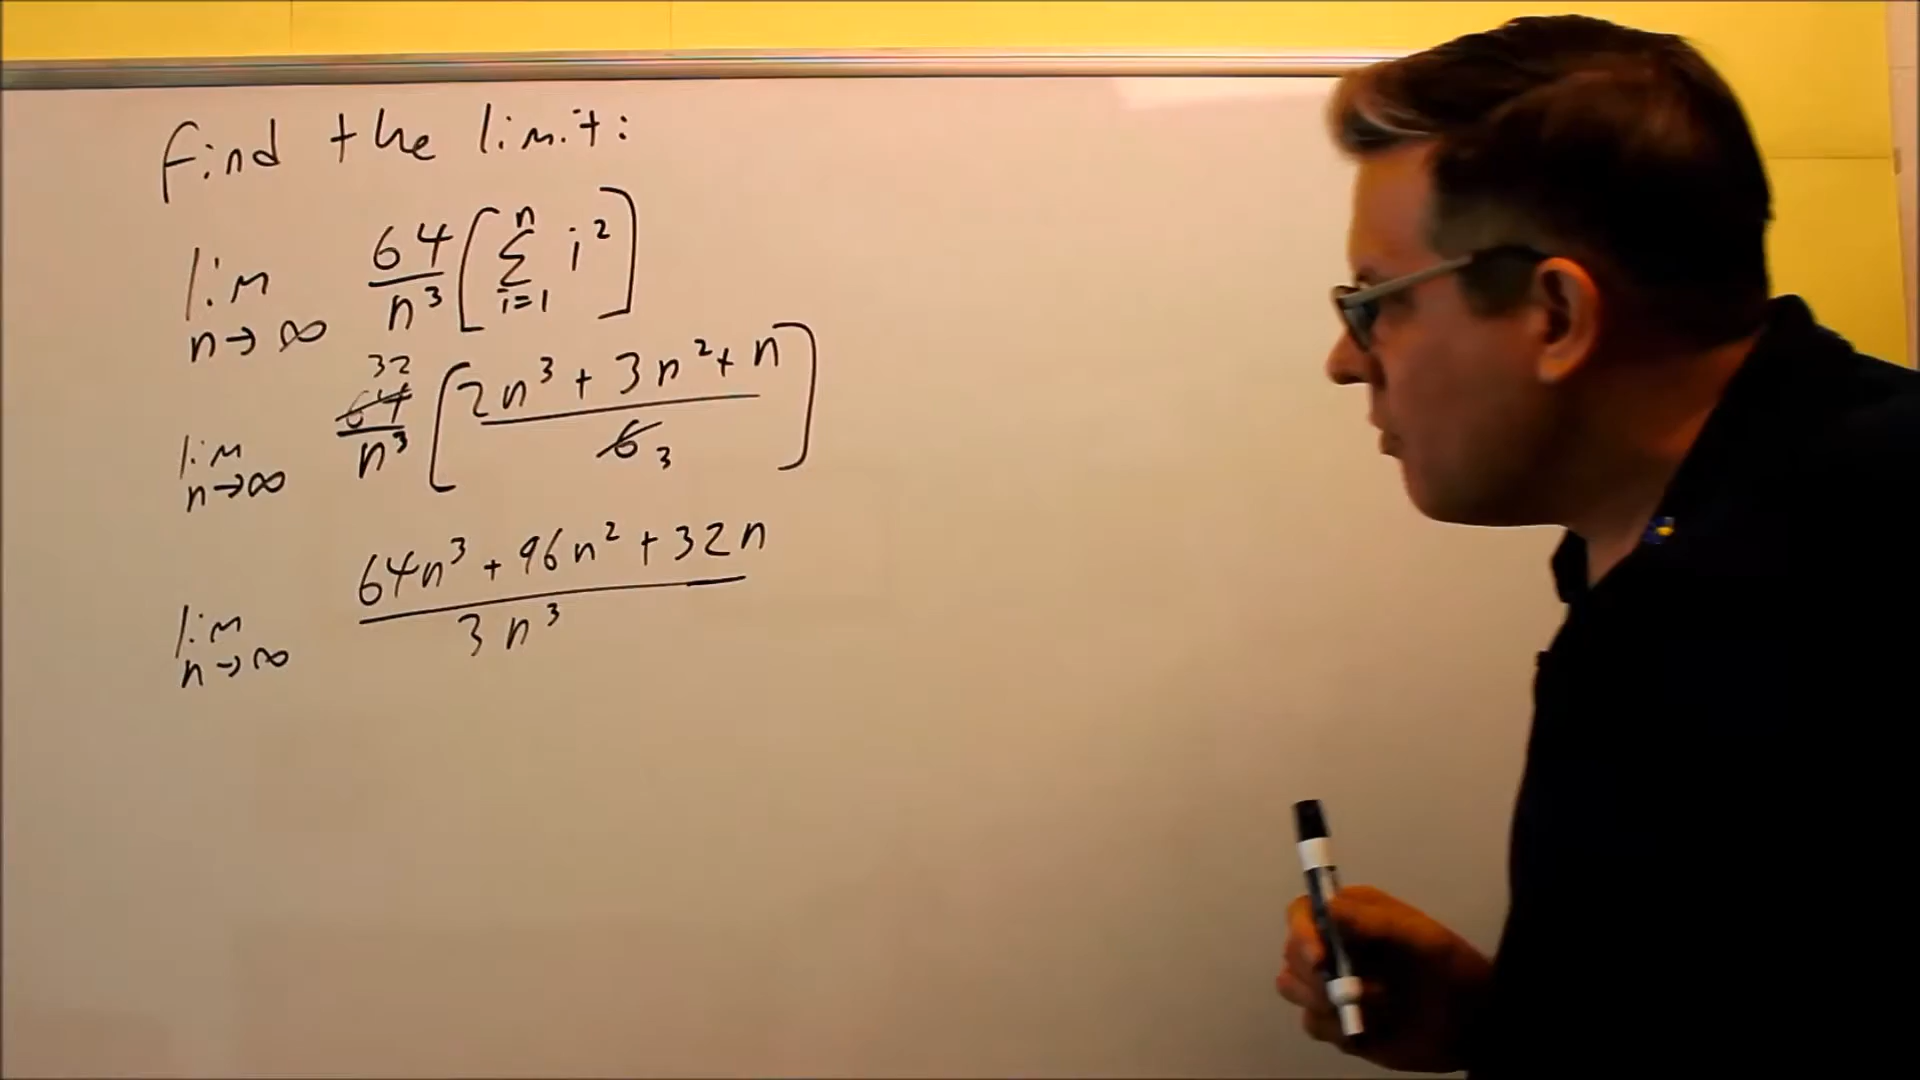 Find the limit:
lim n→∞ 64/n³ [ n Σ i=1 i² ]
lim n→∞ 32 64/n³ [ 2n³ + 3n² + n / 6 3 ]
lim n→∞ 64n³ + 96n² + 32n / 3n³